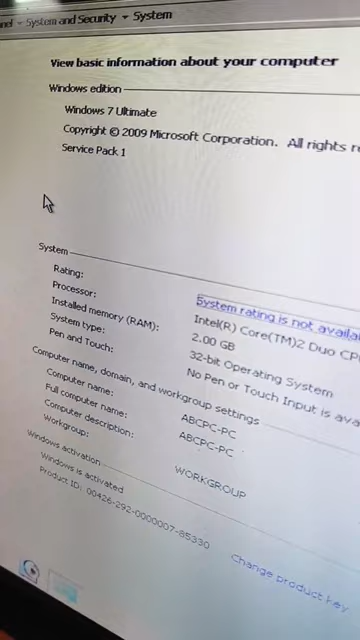 System and Security System
View basic information about your computer
Windows edition
Windows 7 Ultimate
Copyright © 2009 Microsoft Corporation. All rights
Service Pack 1
System
Rating: System rating is not
Processor: Intel(R) Core(TM)2 Duo
Installed memory (RAM): 2.00 GB
System type: 32-bit Operating System
Pen and Touch: No Pen or Touch Input is
Computer name, domain, and workgroup settings
Computer name: ABCPC-PC
Full computer name: ABCPC-PC
Computer description:
Workgroup: WORKGROUP
Windows activation
Windows is activated
Product ID: 00426-292-0000007-85330 Change product key